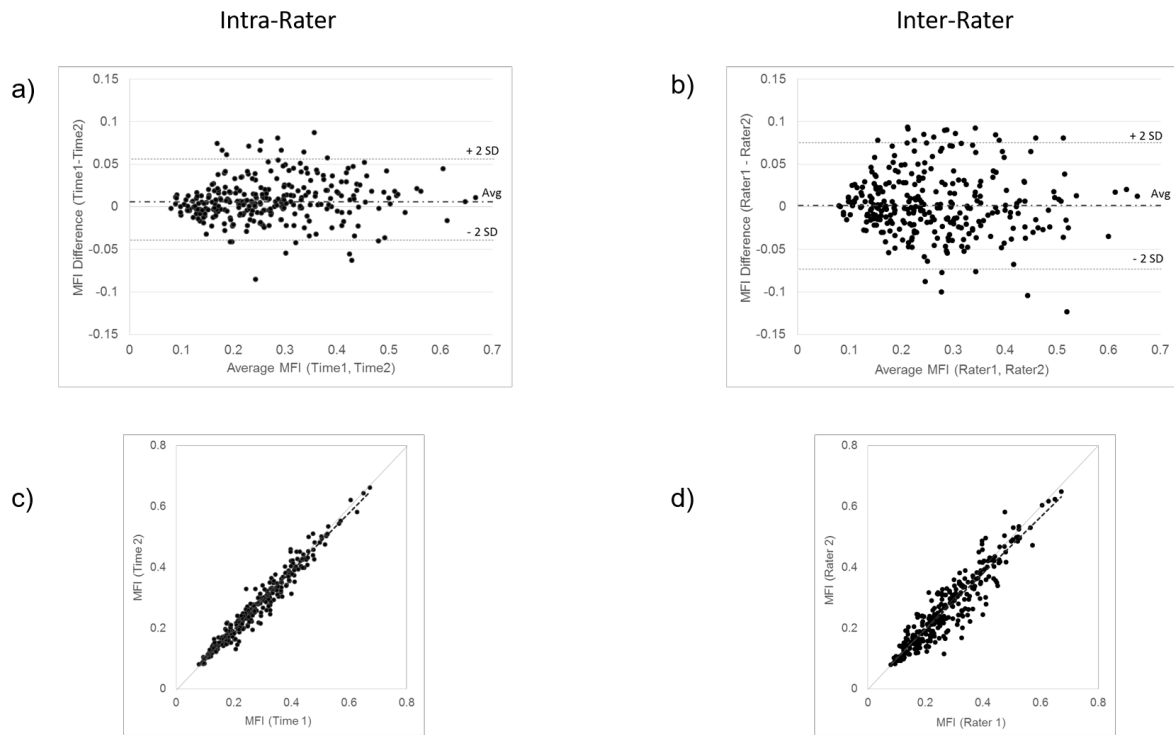 Intra-Rater
Inter-Rater
a)
0.15
0.1
0.05
0
-0.05
-0.1
-0.15
MFI Difference (Time1-Time2)
+ 2 SD
Avg
- 2 SD
0 0.1 0.2 0.3 0.4 0.5 0.6 0.7
Average MFI (Time1, Time2)
b)
0.15
0.1
0.05
0
-0.05
-0.1
-0.15
MFI Difference (Rater1 - Rater2)
+ 2 SD
Avg
- 2 SD
0 0.1 0.2 0.3 0.4 0.5 0.6 0.7
Average MFI (Rater1, Rater2)
c)
0.8
0.6
0.4
0.2
0
MFI (Time 2)
0 0.2 0.4 0.6 0.8
MFI (Time 1)
d)
0.8
0.6
0.4
0.2
0
MFI (Rater 2)
0 0.2 0.4 0.6 0.8
MFI (Rater 1)